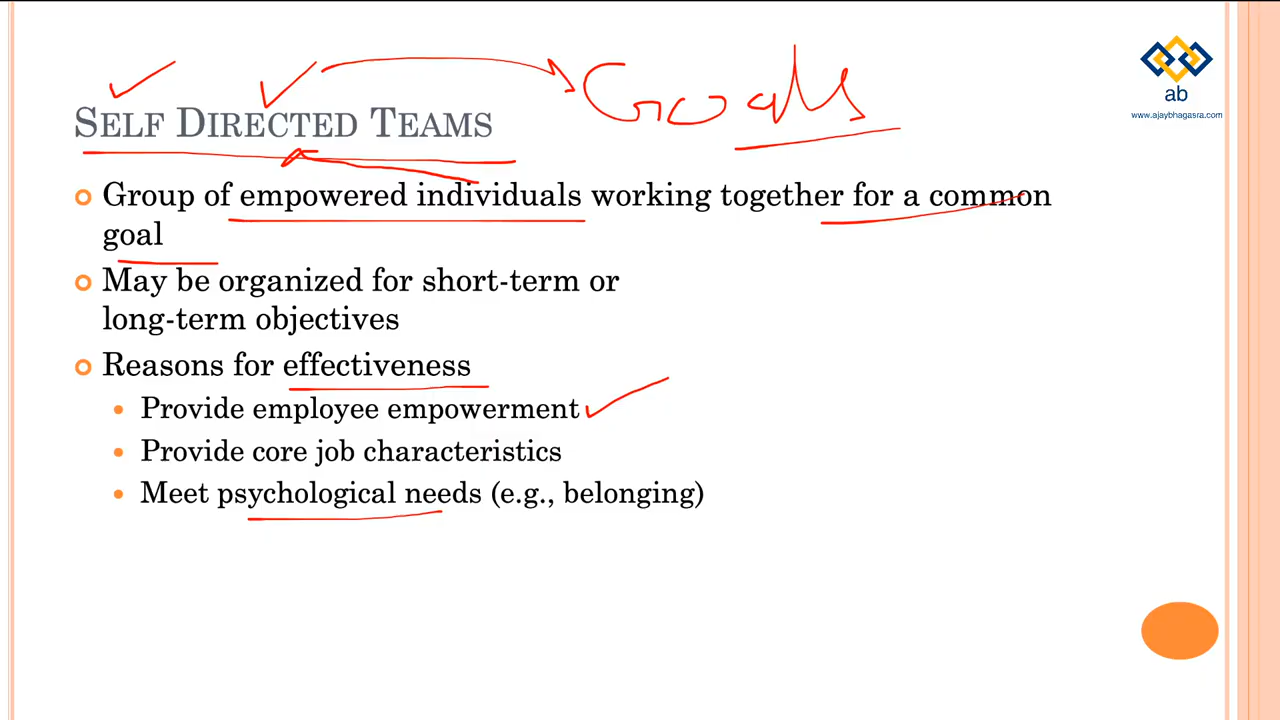 Goals
ab
www.ajaybhagasra.com
SELF DIRECTED TEAMS
Group of empowered individuals working together for a common
goal
May be organized for short-term or
long-term objectives
Reasons for effectiveness
Provide employee empowerment
Provide core job characteristics
Meet psychological needs (e.g., belonging)